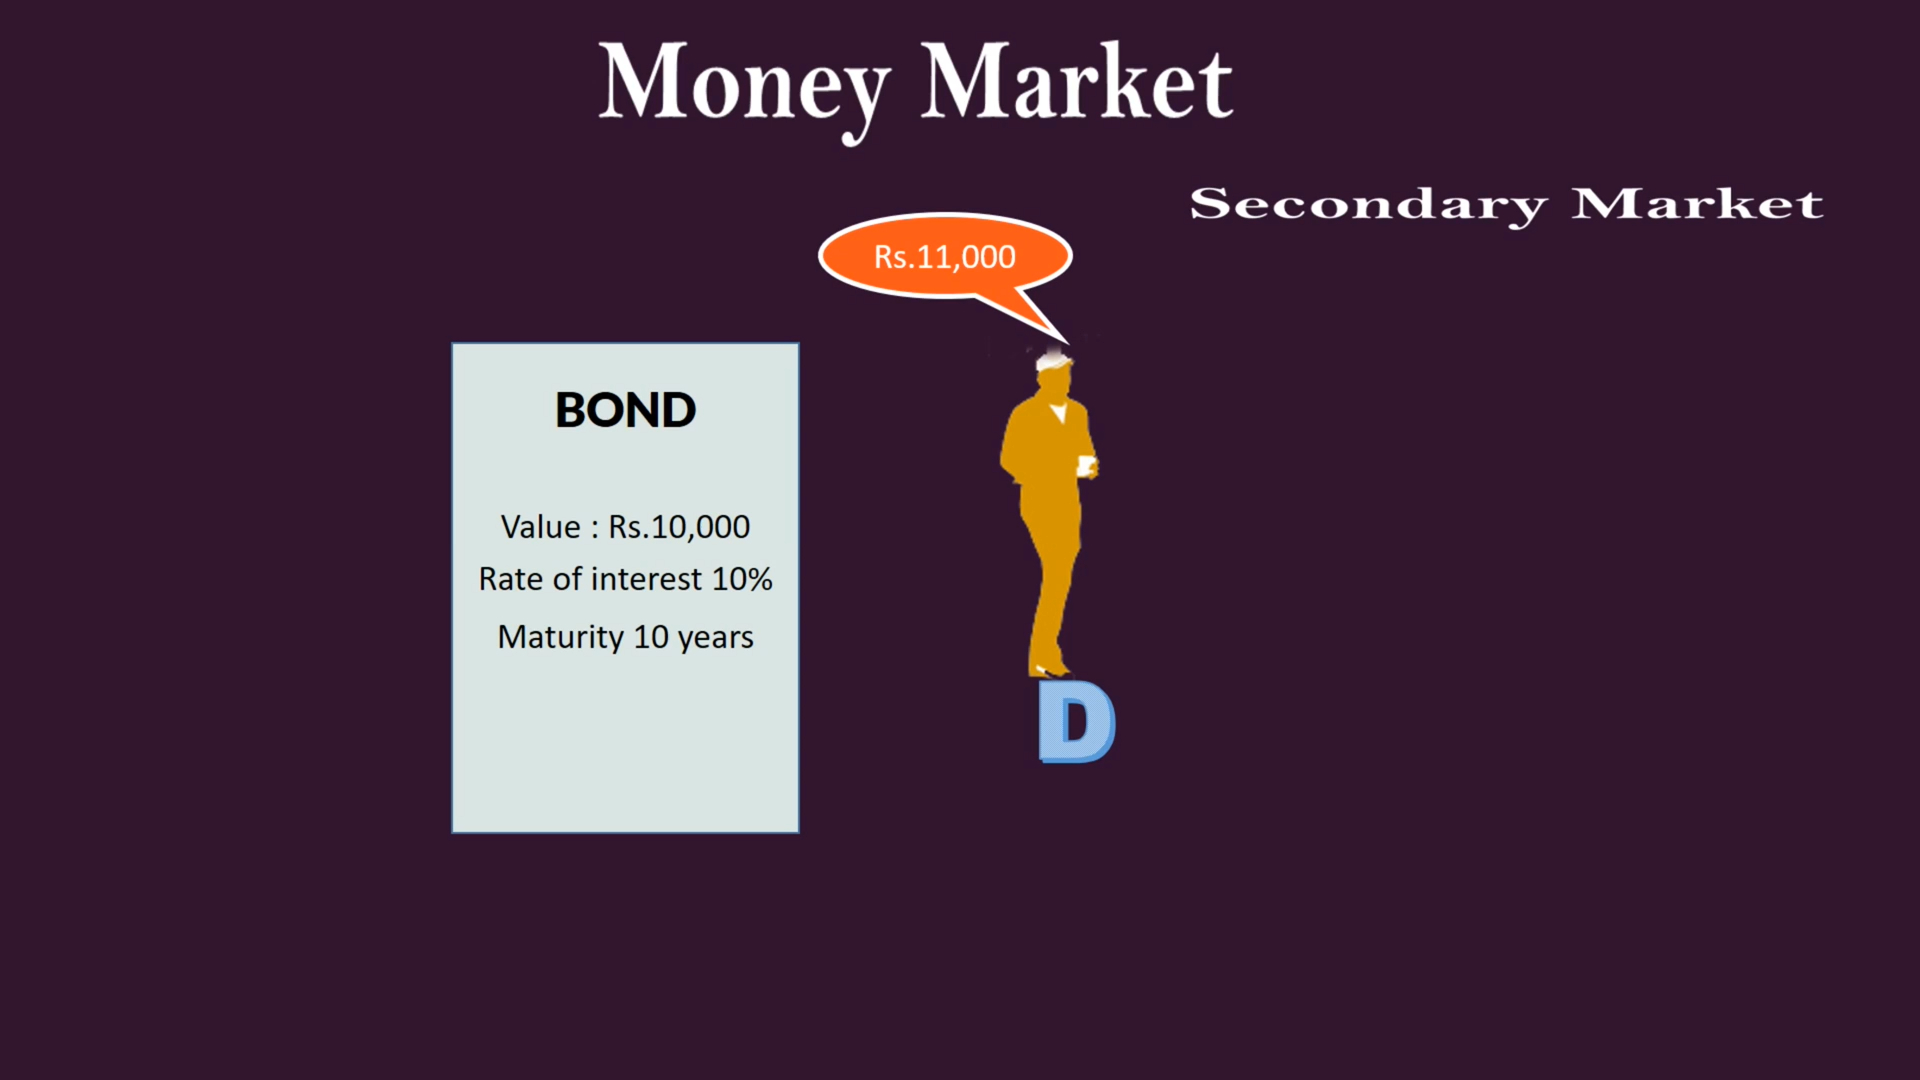 Money Market
Secondary Market
Rs.11,000
BOND
Value : Rs.10,000
Rate of interest 10%
Maturity 10 years
D